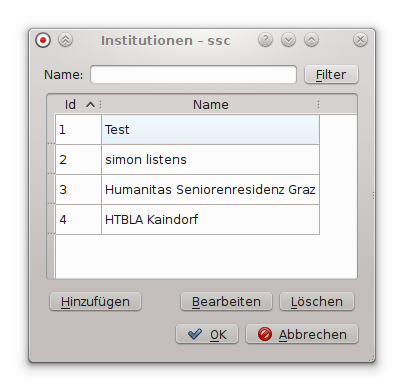 Institutionen – ssc
Name: Filter
Id Name
1 Test
2 simon listens
3 Humanitas Seniorenresidenz Graz
4 HTBLA Kaindorf
Hinzufügen Bearbeiten Löschen
OK Abbrechen